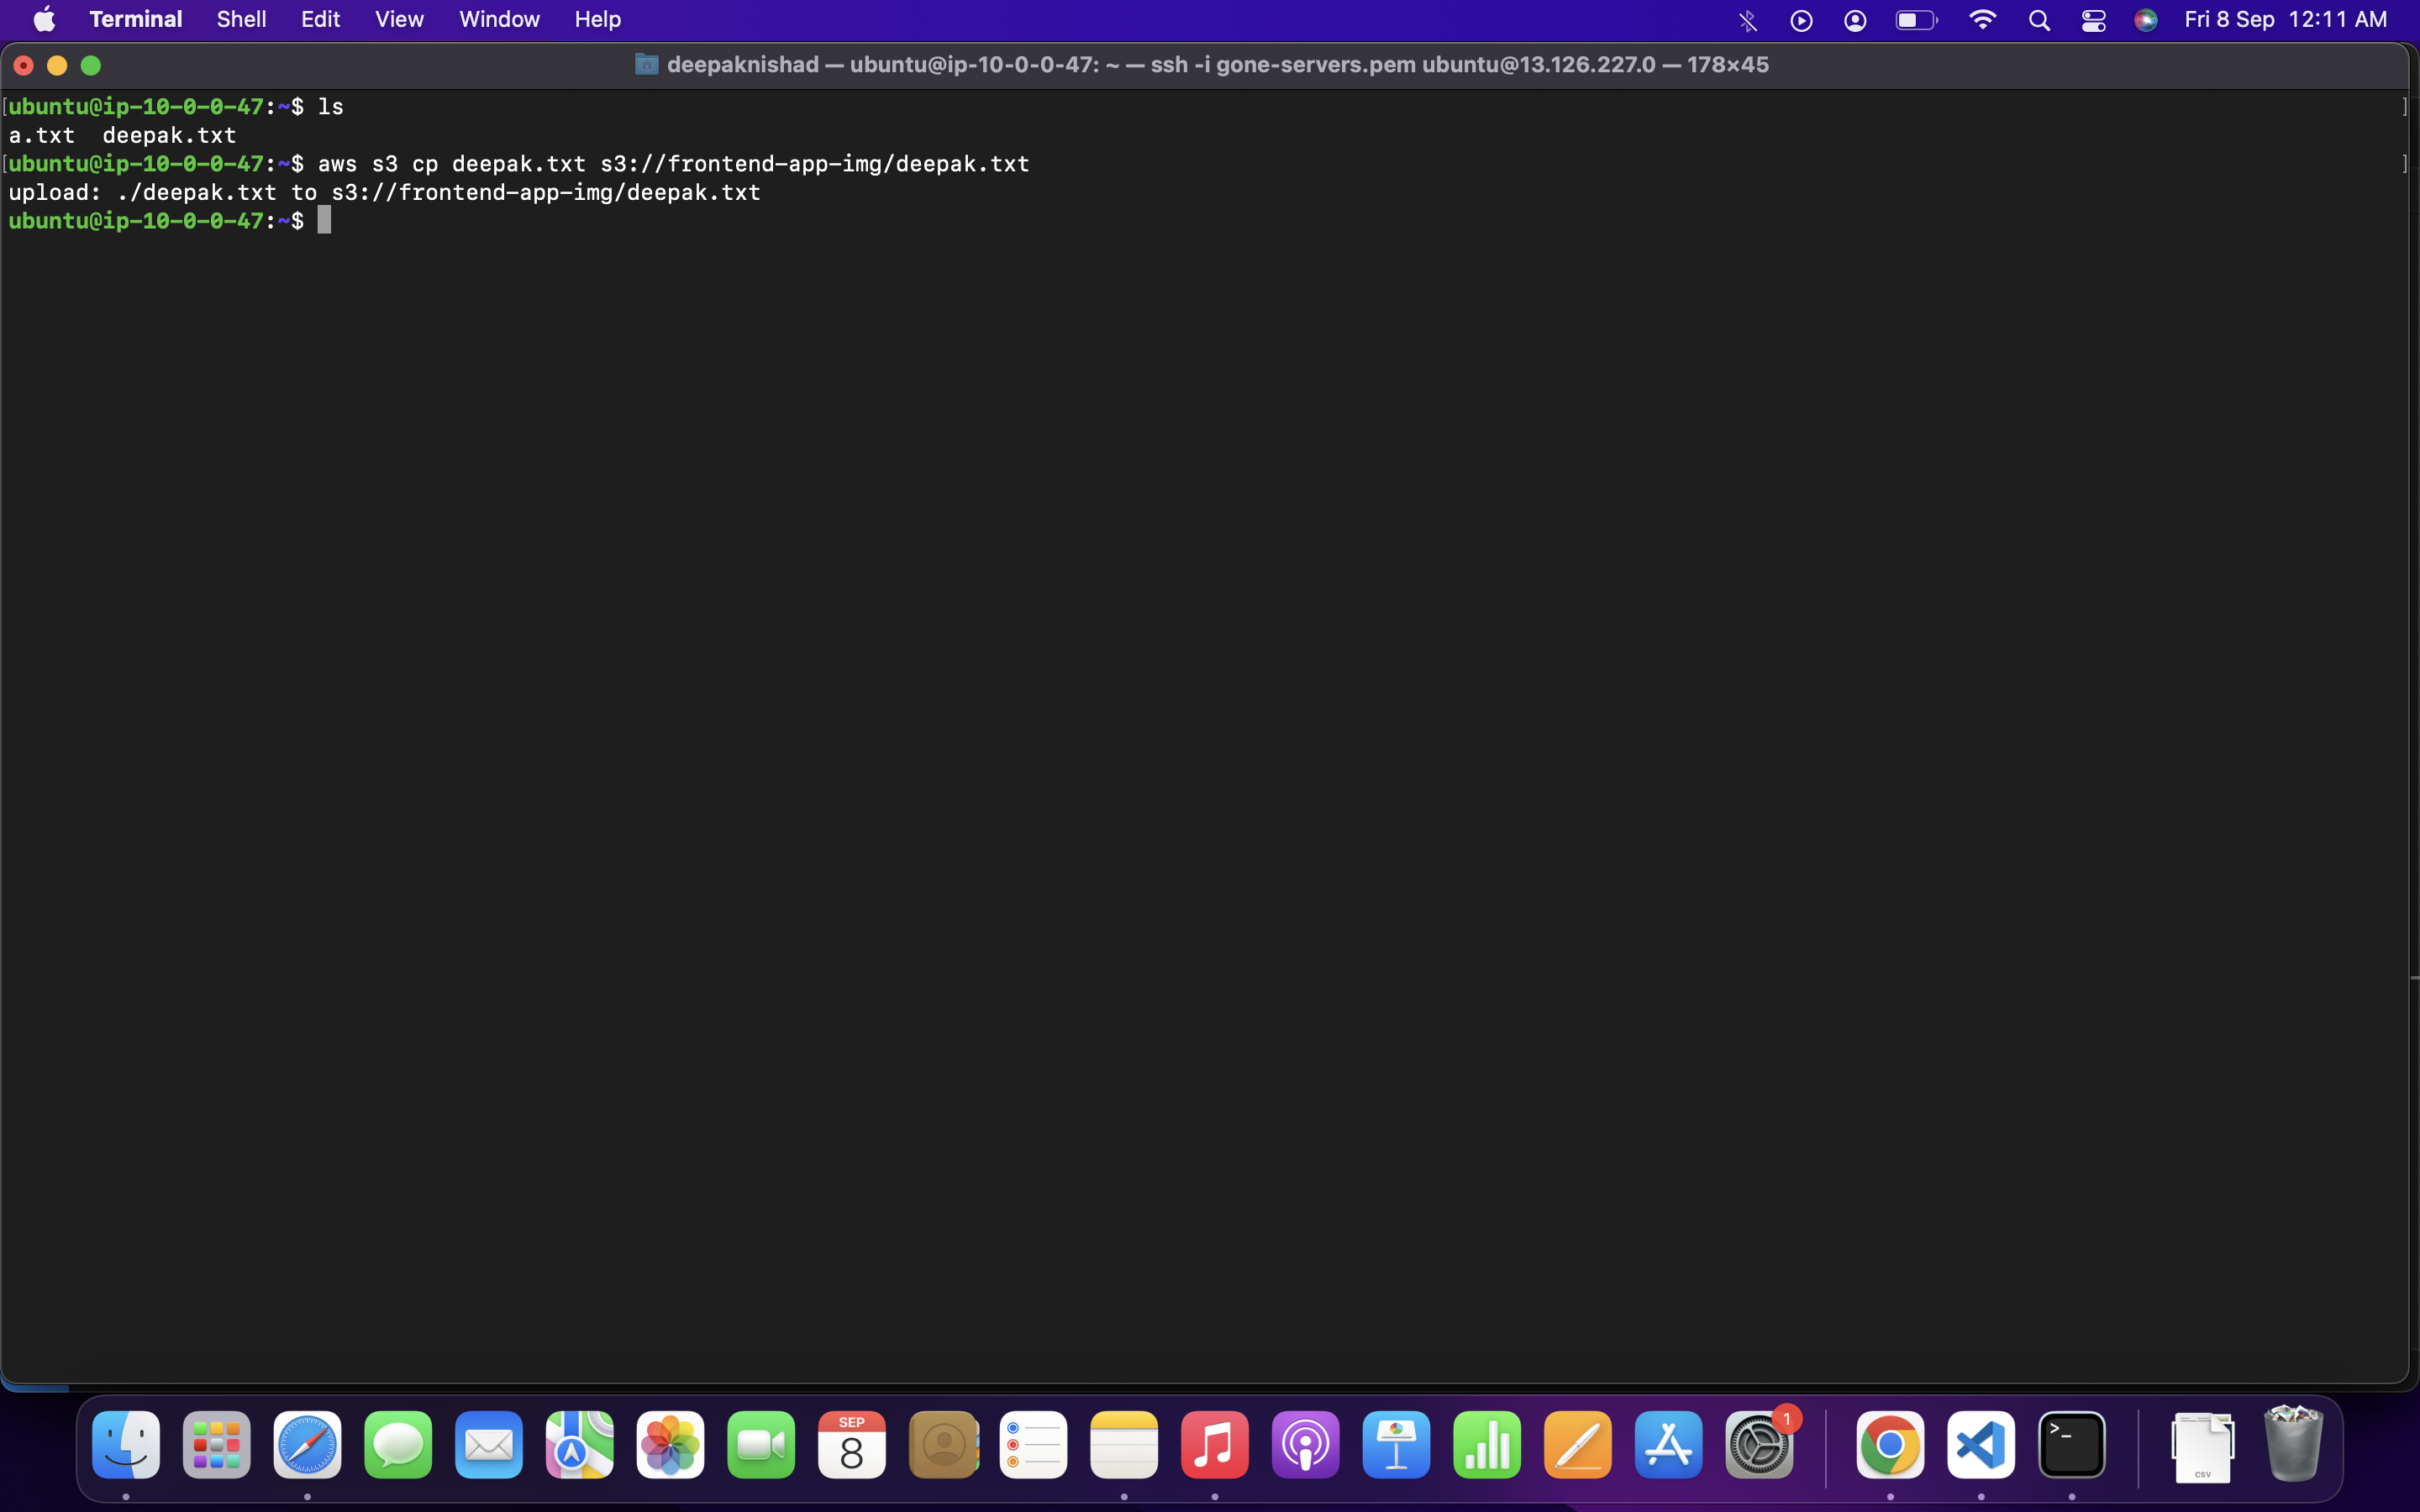 Terminal Shell Edit View Window Help Fri 8 Sep 12:11 AM
deepaknishad — ubuntu@ip-10-0-0-47: ~ — ssh -i gone-servers.pem ubuntu@13.126.227.0 — 178×45
[ubuntu@ip-10-0-0-47:~$ ls ]
a.txt  deepak.txt
[ubuntu@ip-10-0-0-47:~$ aws s3 cp deepak.txt s3://frontend-app-img/deepak.txt ]
upload: ./deepak.txt to s3://frontend-app-img/deepak.txt
ubuntu@ip-10-0-0-47:~$
SEP
8
1
>_
CSV